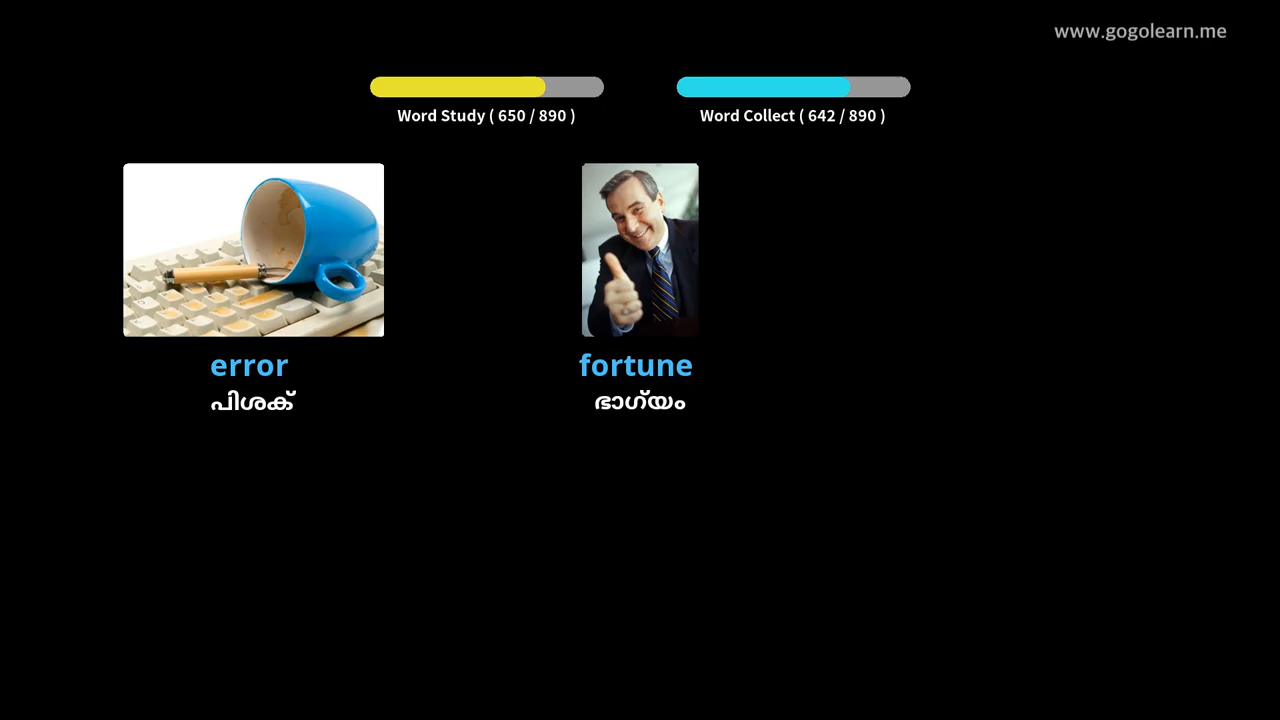 www.gogolearn.me
Word Study ( 650 / 890 )
Word Collect ( 642 / 890 )
error
പിശക്
fortune
ഭാഗ്യം